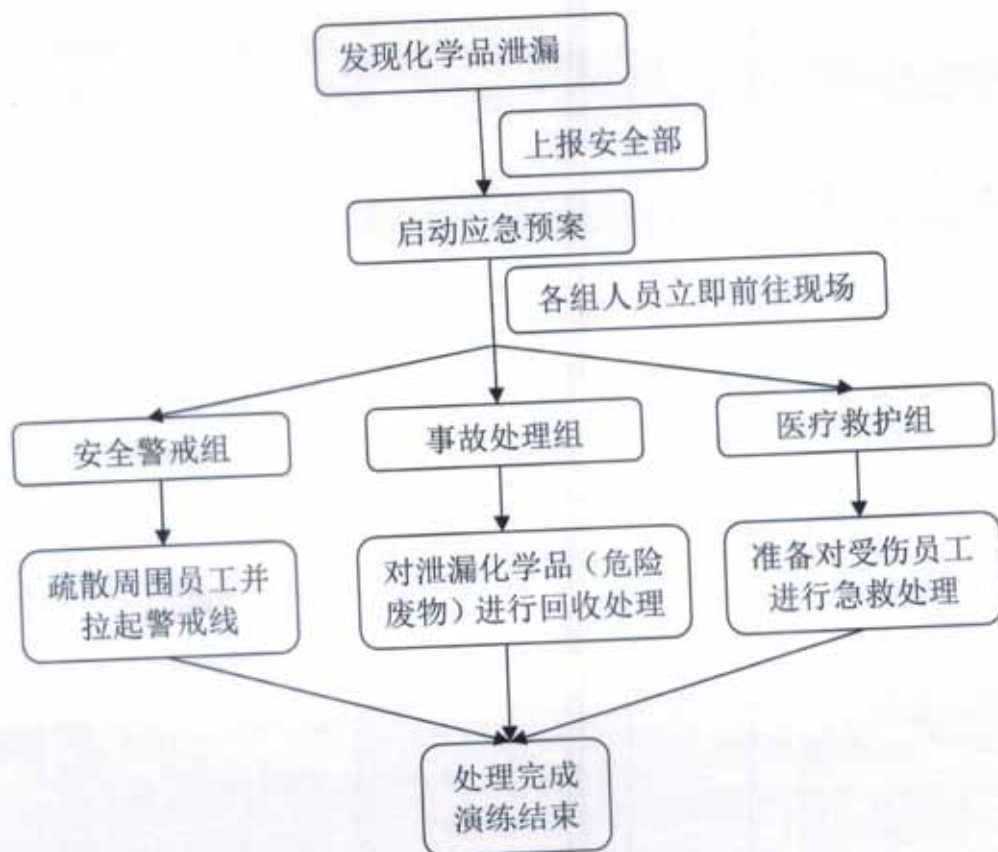 发现化学品泄漏
上报安全部
启动应急预案
各组人员立即前往现场
安全警戒组
事故处理组
医疗救护组
疏散周围员工并
拉起警戒线
对泄漏化学品（危险
废物）进行回收处理
准备对受伤员工
进行急救处理
处理完成
演练结束